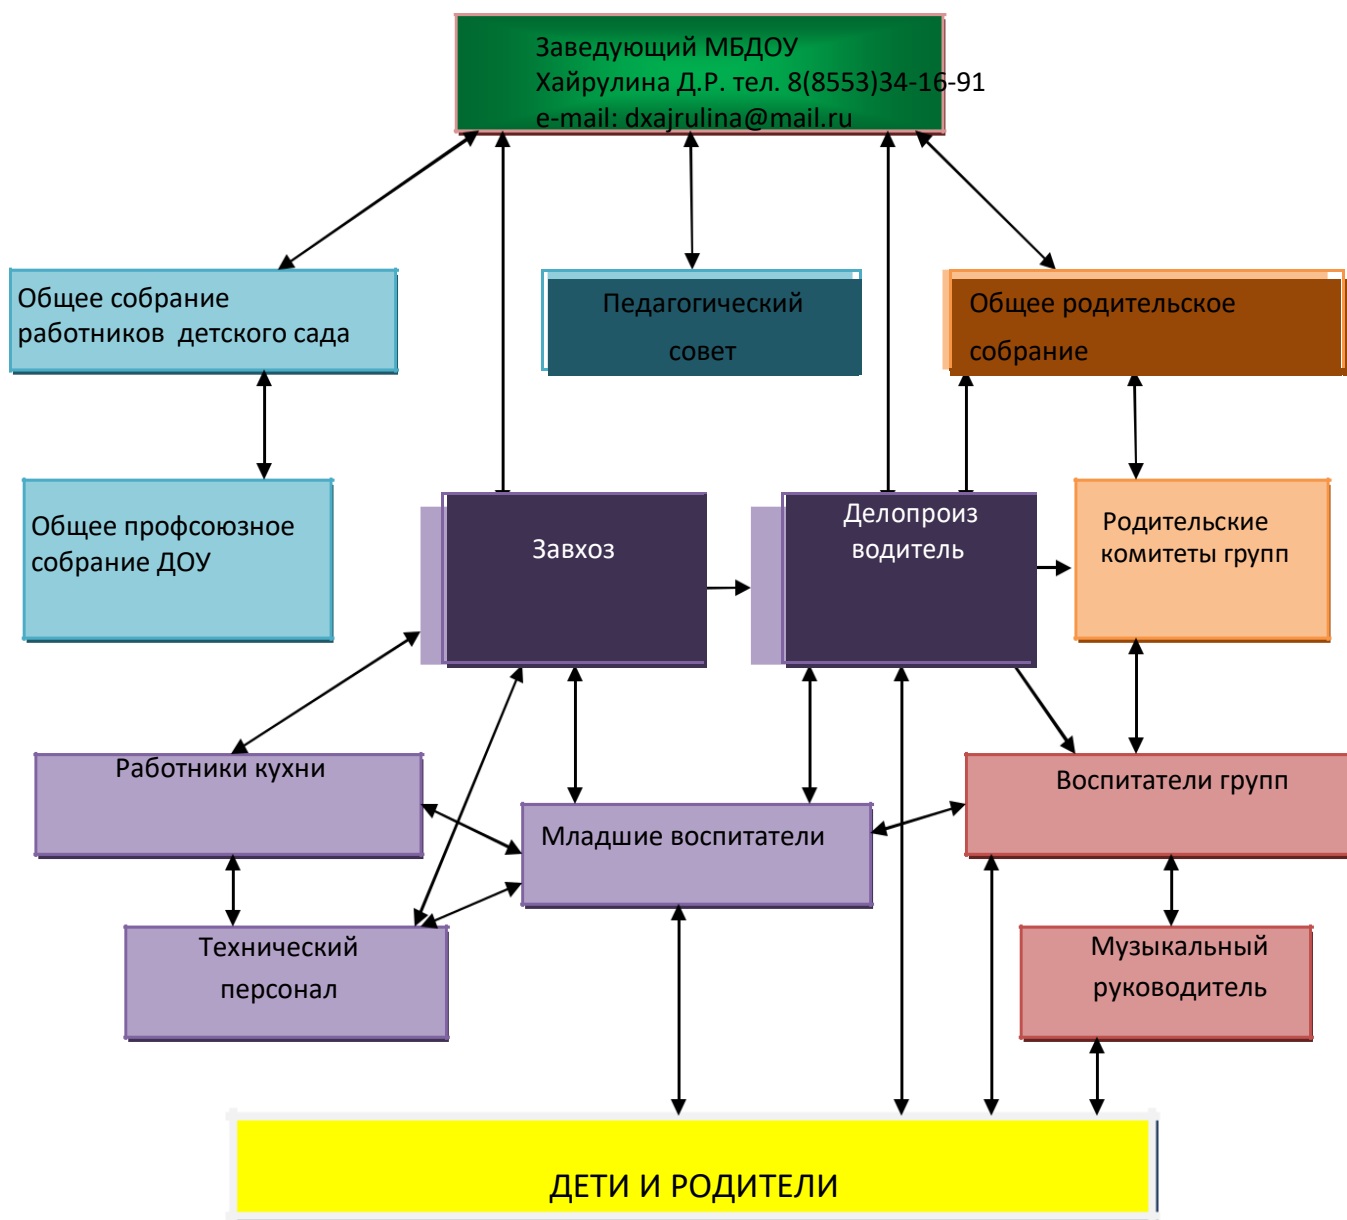 Заведующий МБДОУ
Хайрулина Д.Р. тел. 8(8553)34-16-91
e-mail: dxajrulina@mail.ru
Общее собрание
работников детского сада
Педагогический
совет
Общее родительское
собрание
Общее профсоюзное
собрание ДОУ
Завхоз
Делопроиз
водитель
Родительские
комитеты групп
Работники кухни
Младшие воспитатели
Воспитатели групп
Технический
персонал
Музыкальный
руководитель
ДЕТИ И РОДИТЕЛИ